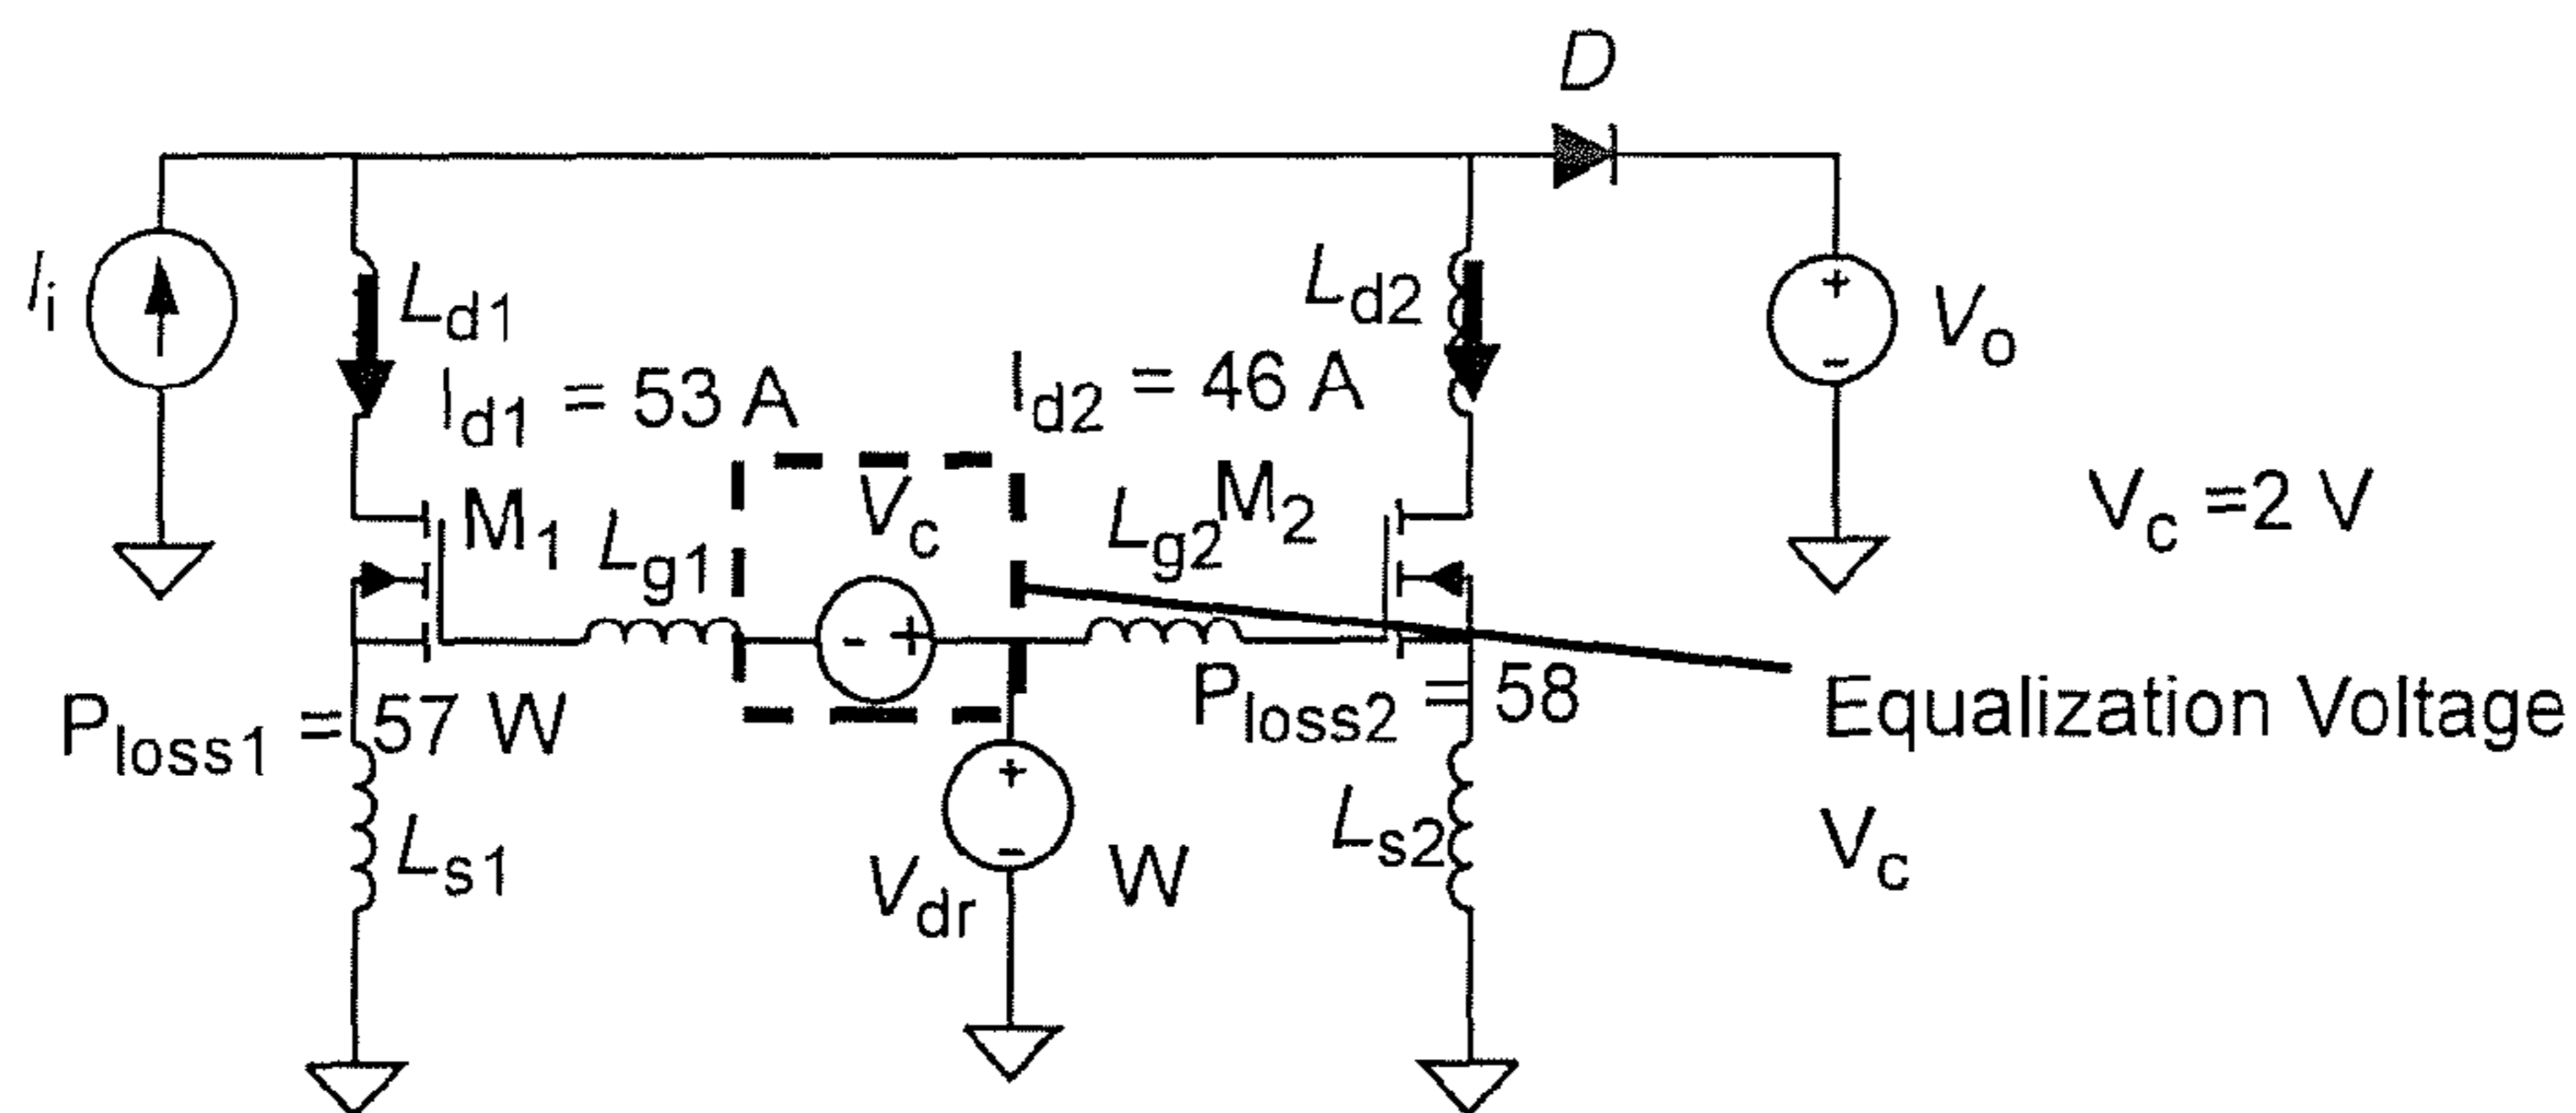 D
Ii
Ld1
Ld2
Vo
Id1 = 53 A
Id2 = 46 A
Vc
Vc =2 V
M1
Lg1
Lg2
M2
- +
+
-
Ploss1 = 57 W
Ploss2 = 58
W
Equalization Voltage
Vc
Ls1
Vdr
+
-
Ls2